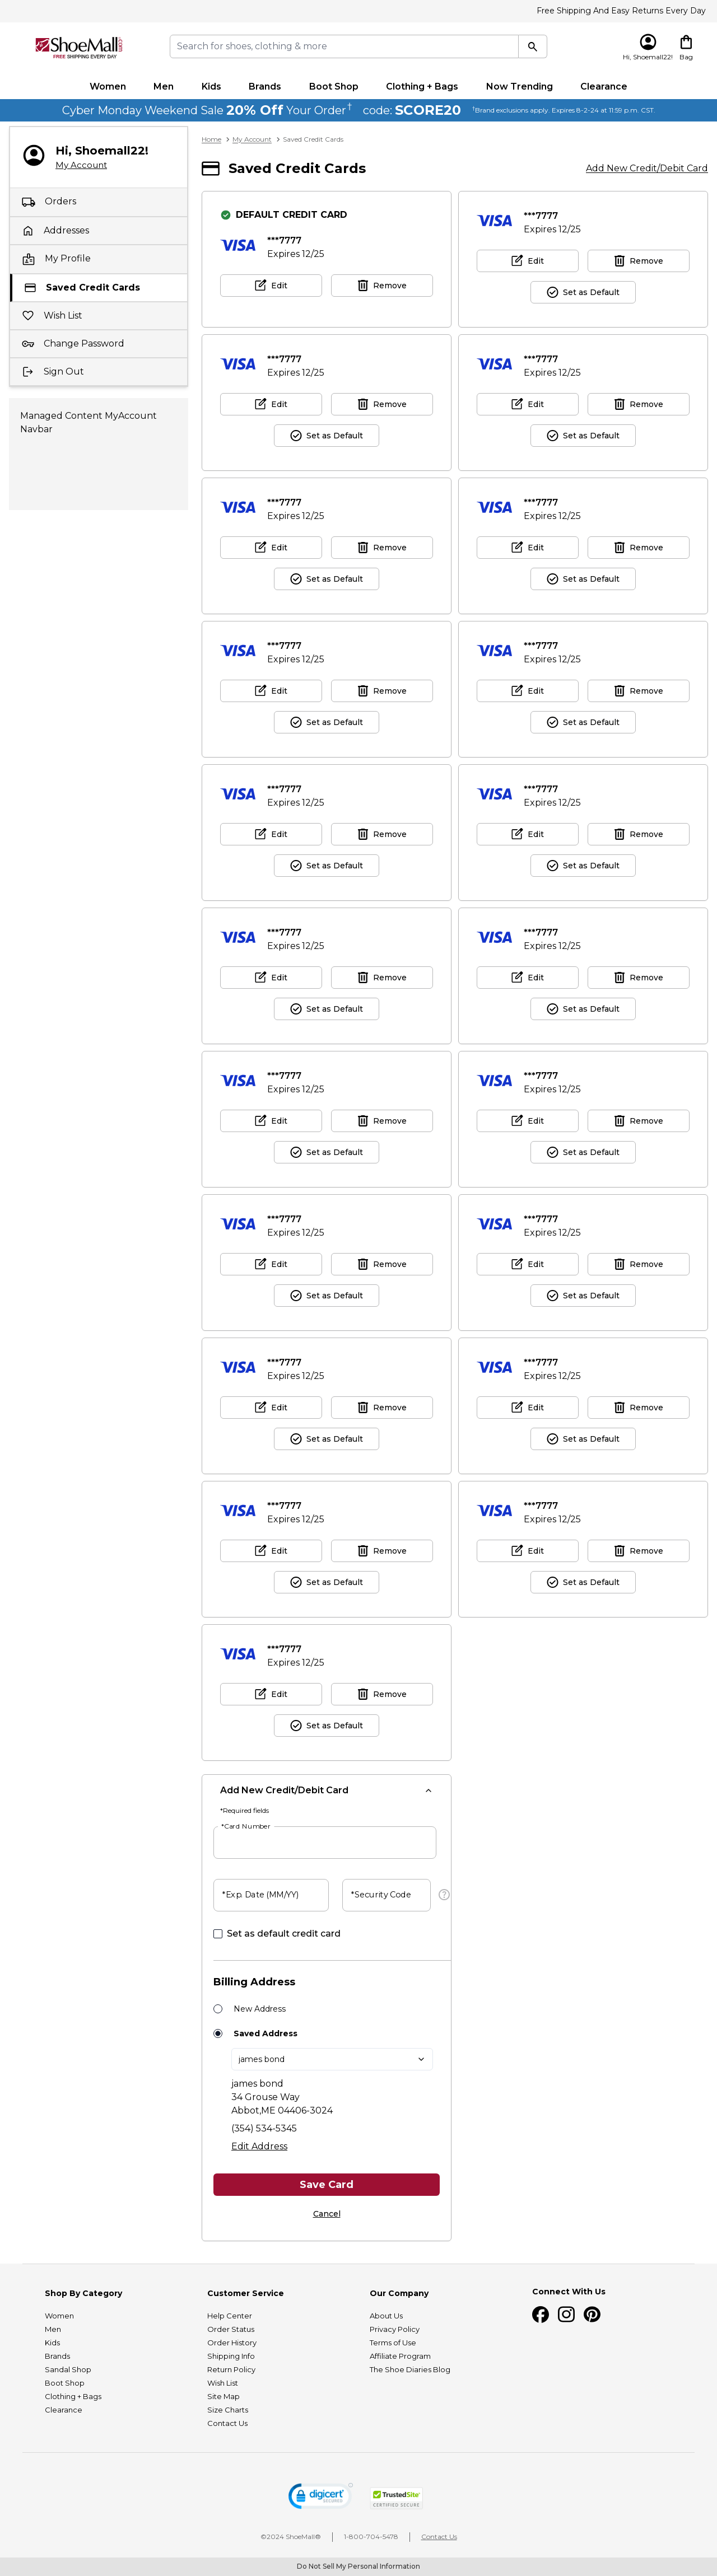 Free Shipping And Easy Returns Every Day
ShoeMall.com
FREE SHIPPING EVERY DAY
Search for shoes, clothing & more
Hi, Shoemall22!
Bag
Women
Men
Kids
Brands
Boot Shop
Clothing + Bags
Now Trending
Clearance
Cyber Monday Weekend Sale 20% Off Your Order† code: SCORE20 †Brand exclusions apply. Expires 8-2-24 at 11:59 p.m. CST.
Hi, Shoemall22!
My Account
Orders
Addresses
My Profile
Saved Credit Cards
Wish List
Change Password
Sign Out
Managed Content MyAccount
Navbar
Home > My Account > Saved Credit Cards
Saved Credit Cards
Add New Credit/Debit Card
DEFAULT CREDIT CARD
VISA
***7777
Expires 12/25
Edit
Remove
VISA
***7777
Expires 12/25
Edit
Remove
Set as Default
VISA
***7777
Expires 12/25
Edit
Remove
Set as Default
VISA
***7777
Expires 12/25
Edit
Remove
Set as Default
VISA
***7777
Expires 12/25
Edit
Remove
Set as Default
VISA
***7777
Expires 12/25
Edit
Remove
Set as Default
VISA
***7777
Expires 12/25
Edit
Remove
Set as Default
VISA
***7777
Expires 12/25
Edit
Remove
Set as Default
VISA
***7777
Expires 12/25
Edit
Remove
Set as Default
VISA
***7777
Expires 12/25
Edit
Remove
Set as Default
VISA
***7777
Expires 12/25
Edit
Remove
Set as Default
VISA
***7777
Expires 12/25
Edit
Remove
Set as Default
VISA
***7777
Expires 12/25
Edit
Remove
Set as Default
VISA
***7777
Expires 12/25
Edit
Remove
Set as Default
VISA
***7777
Expires 12/25
Edit
Remove
Set as Default
VISA
***7777
Expires 12/25
Edit
Remove
Set as Default
VISA
***7777
Expires 12/25
Edit
Remove
Set as Default
VISA
***7777
Expires 12/25
Edit
Remove
Set as Default
VISA
***7777
Expires 12/25
Edit
Remove
Set as Default
VISA
***7777
Expires 12/25
Edit
Remove
Set as Default
VISA
***7777
Expires 12/25
Edit
Remove
Set as Default
Add New Credit/Debit Card
*Required fields
*Card Number
*Exp. Date (MM/YY)
*Security Code
?
Set as default credit card
Billing Address
New Address
Saved Address
james bond
james bond
34 Grouse Way
Abbot,ME 04406-3024
(354) 534-5345
Edit Address
Save Card
Cancel
Shop By Category
Women
Men
Kids
Brands
Sandal Shop
Boot Shop
Clothing + Bags
Clearance
Customer Service
Help Center
Order Status
Order History
Shipping Info
Return Policy
Wish List
Site Map
Size Charts
Contact Us
Our Company
About Us
Privacy Policy
Terms of Use
Affiliate Program
The Shoe Diaries Blog
Connect With Us
digicert
SECURED
TrustedSite
CERTIFIED SECURE
©2024 ShoeMall®
1-800-704-5478
Contact Us
Do Not Sell My Personal Information